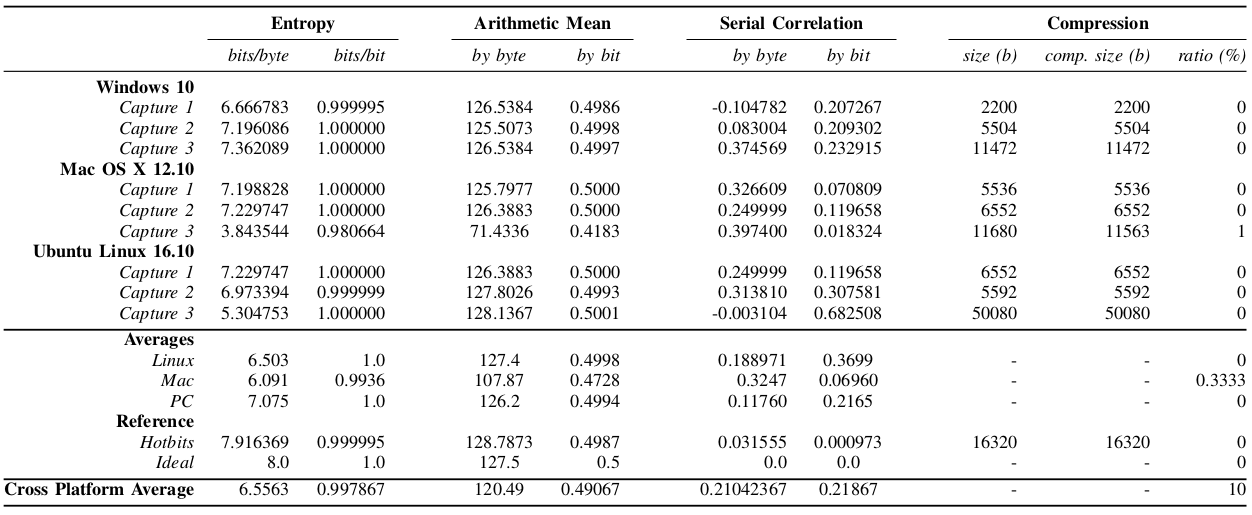 Entropy Arithmetic Mean Serial Correlation Compression
bits/byte bits/bit by byte by bit by byte by bit size (b) comp. size (b) ratio (%)
Windows 10
Capture 1 6.666783 0.999995 126.5384 0.4986 -0.104782 0.207267 2200 2200 0
Capture 2 7.196086 1.000000 125.5073 0.4998 0.083004 0.209302 5504 5504 0
Capture 3 7.362089 1.000000 126.5384 0.4997 0.374569 0.232915 11472 11472 0
Mac OS X 12.10
Capture 1 7.198828 1.000000 125.7977 0.5000 0.326609 0.070809 5536 5536 0
Capture 2 7.229747 1.000000 126.3883 0.5000 0.249999 0.119658 6552 6552 0
Capture 3 3.843544 0.980664 71.4336 0.4183 0.397400 0.018324 11680 11563 1
Ubuntu Linux 16.10
Capture 1 7.229747 1.000000 126.3883 0.5000 0.249999 0.119658 6552 6552 0
Capture 2 6.973394 0.999999 127.8026 0.4993 0.313810 0.307581 5592 5592 0
Capture 3 5.304753 1.000000 128.1367 0.5001 -0.003104 0.682508 50080 50080 0
Averages
Linux 6.503 1.0 127.4 0.4998 0.188971 0.3699 - - 0
Mac 6.091 0.9936 107.87 0.4728 0.3247 0.06960 - - 0.3333
PC 7.075 1.0 126.2 0.4994 0.11760 0.2165 - - 0
Reference
Hotbits 7.916369 0.999995 128.7873 0.4987 0.031555 0.000973 16320 16320 0
Ideal 8.0 1.0 127.5 0.5 0.0 0.0 - - 0
Cross Platform Average 6.5563 0.997867 120.49 0.49067 0.21042367 0.21867 - - 10